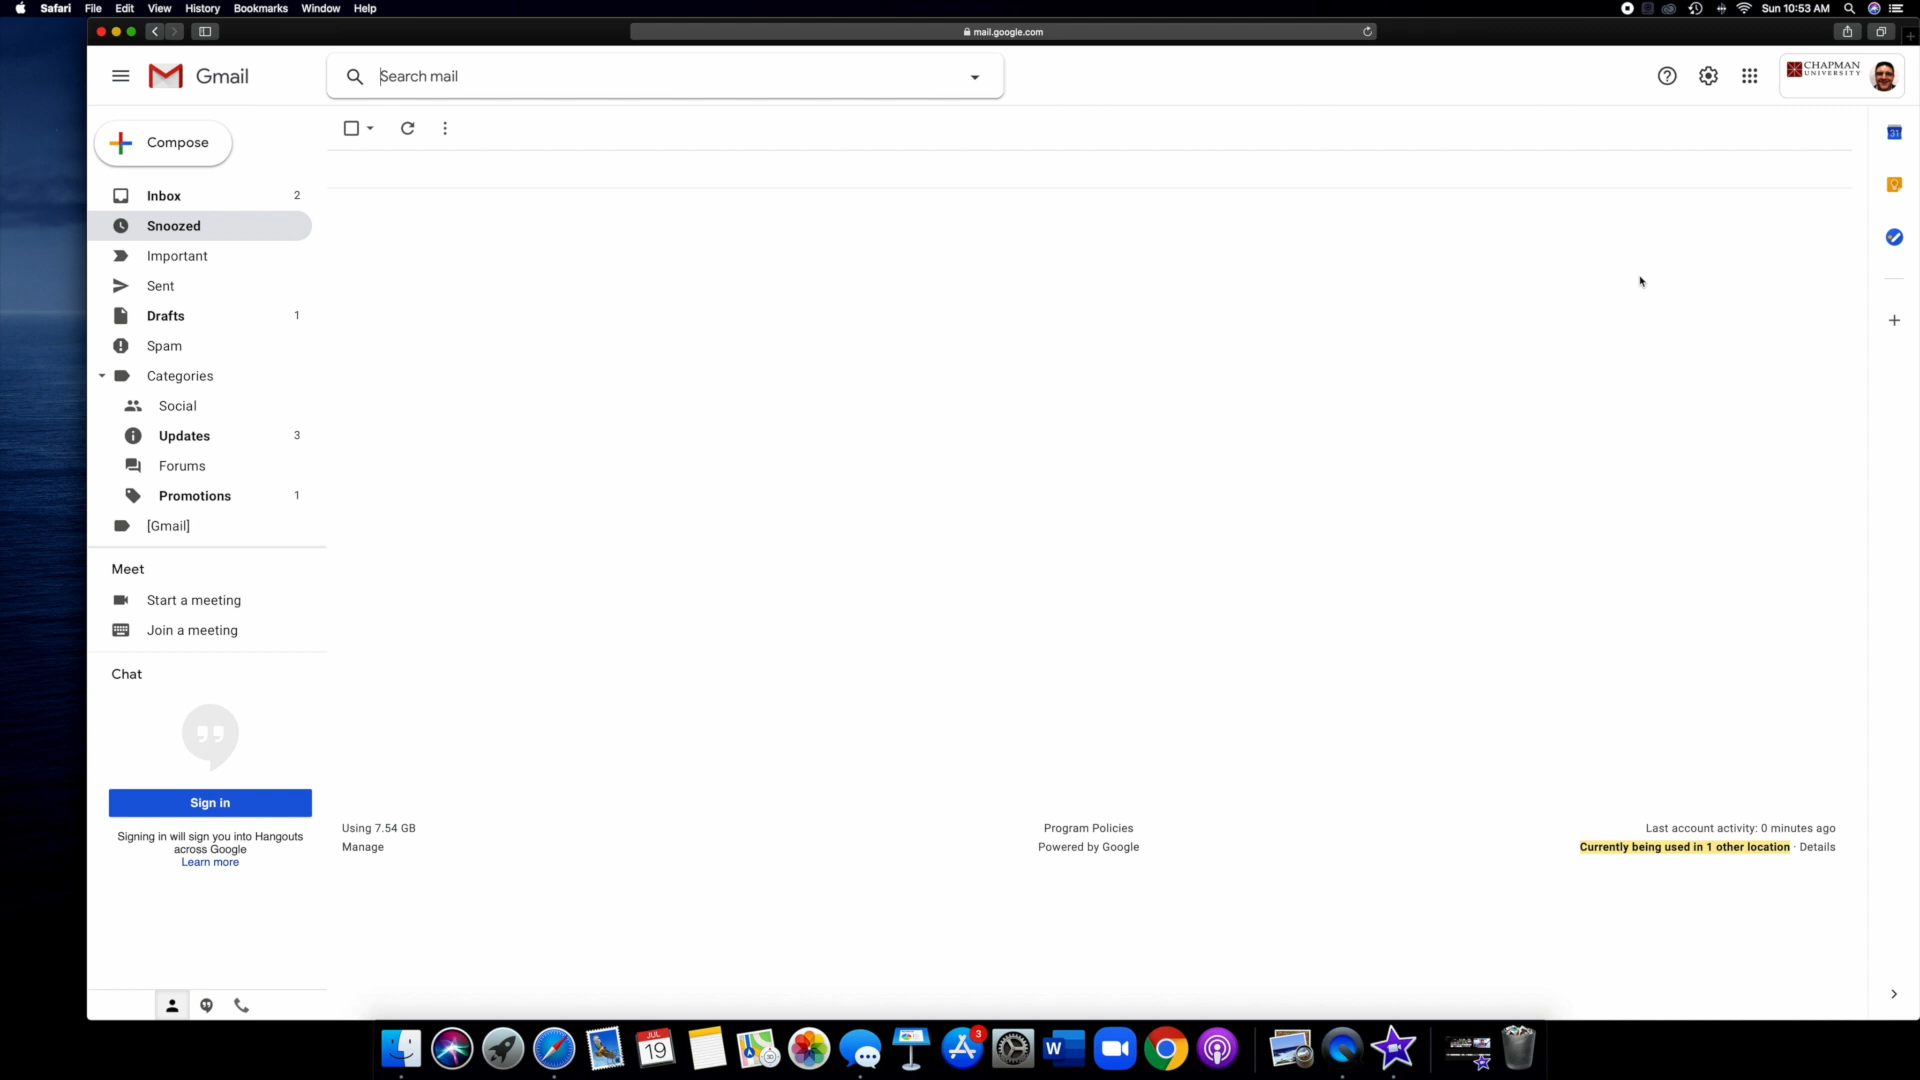 Safari File Edit View History Bookmarks Window Help
Sun 10:53 AM
mail.google.com
Gmail
Search mail
CHAPMAN
UNIVERSITY
Compose
31
Inbox 2
Snoozed
Important
Sent
Drafts 1
Spam
Categories
Social
Updates 3
Forums
Promotions 1
[Gmail]
Meet
Start a meeting
Join a meeting
Chat
Sign in
Signing in will sign you into Hangouts
across Google
Learn more
Using 7.54 GB
Manage
Program Policies
Powered by Google
Last account activity: 0 minutes ago
Currently being used in 1 other location · Details
JUL
19
3D
3
W